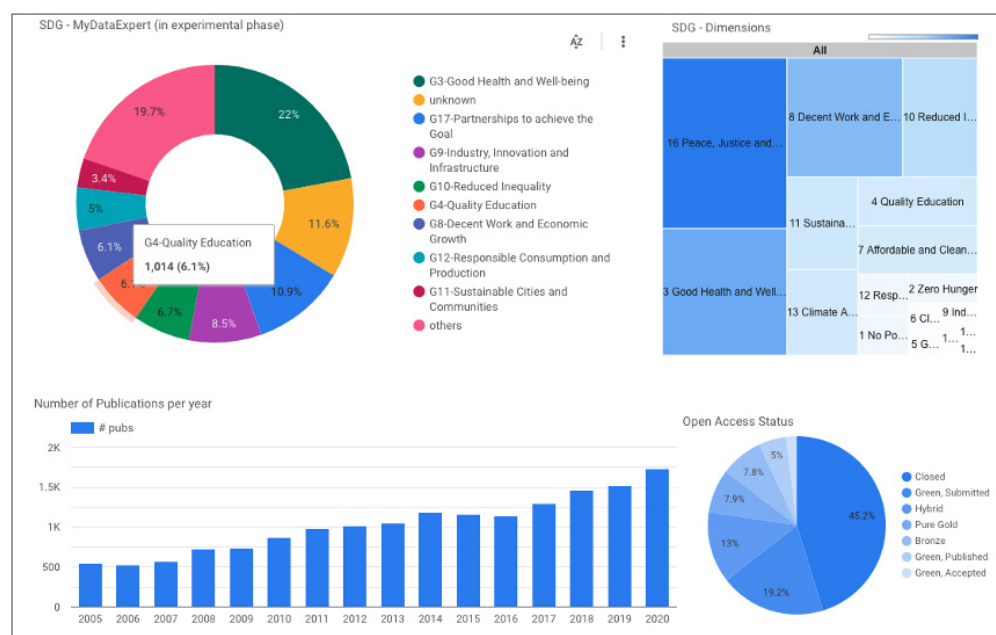 SDG - MyDataExpert (in experimental phase)
22%
11.6%
10.9%
8.5%
6.7%
6.1%
5%
3.4%
19.7%
G4-Quality Education
1,014 (6.1%)
G3-Good Health and Well-being
unknown
G17-Partnerships to achieve the
Goal
G9-Industry, Innovation and
Infrastructure
G10-Reduced Inequality
G4-Quality Education
G8-Decent Work and Economic
Growth
G12-Responsible Consumption and
Production
G11-Sustainable Cities and
Communities
others
AZ
SDG - Dimensions
All
16 Peace, Justice and...
8 Decent Work and E...
10 Reduced I...
3 Good Health and Well...
11 Sustaina...
4 Quality Education
7 Affordable and Clean...
13 Climate A...
12 Resp...
2 Zero Hunger
1 No Po...
6 Cl...
9 Ind...
5 G...
1...
1...
1...
Number of Publications per year
# pubs
2K
1.5K
1K
500
0
2005 2006 2007 2008 2009 2010 2011 2012 2013 2014 2015 2016 2017 2018 2019 2020
Open Access Status
45.2%
19.2%
13%
7.9%
7.8%
5%
Closed
Green, Submitted
Hybrid
Pure Gold
Bronze
Green, Published
Green, Accepted